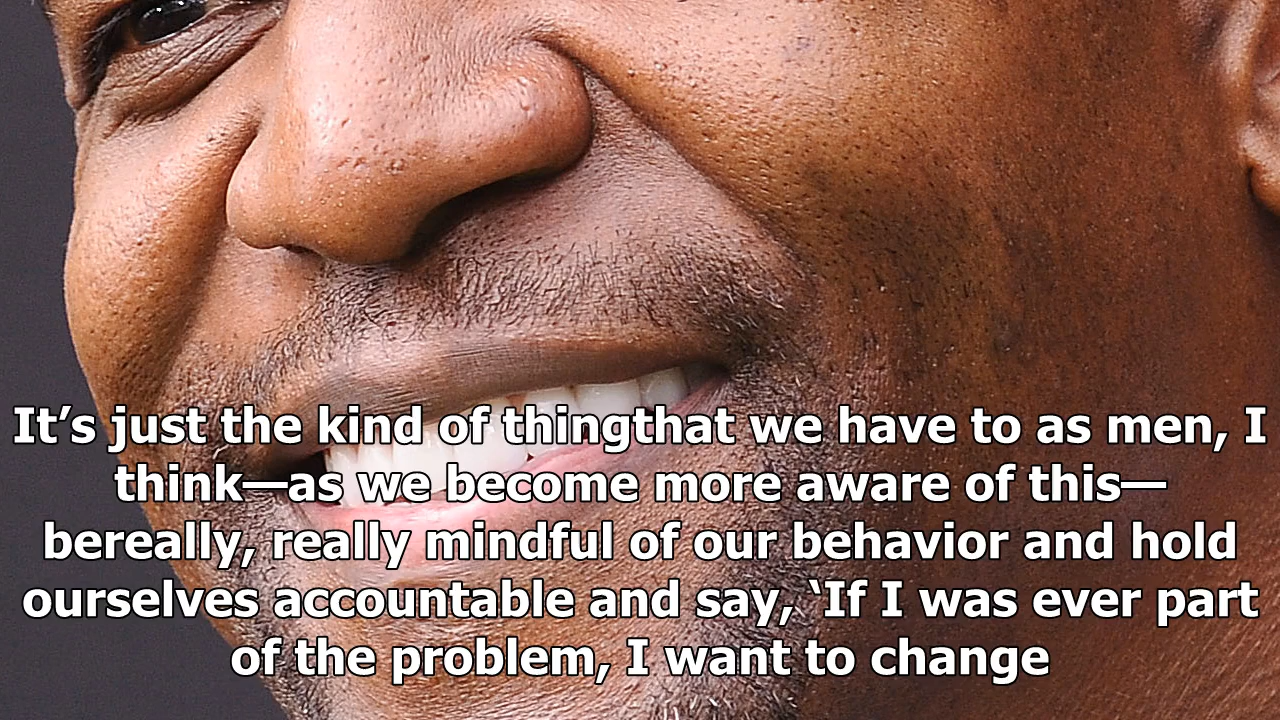 It’s just the kind of thingthat we have to as men, I
think—as we become more aware of this—
bereally, really mindful of our behavior and hold
ourselves accountable and say, ‘If I was ever part
of the problem, I want to change